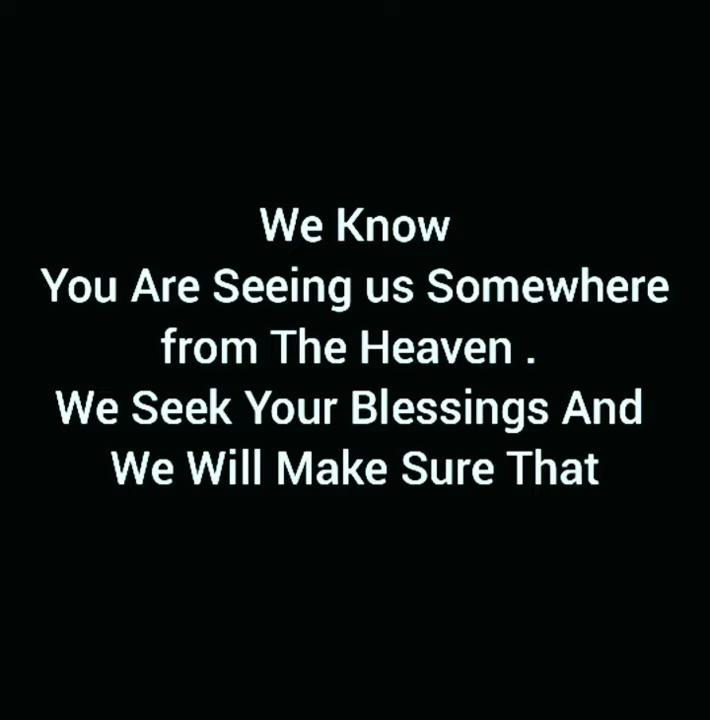 We Know
You Are Seeing us Somewhere
from The Heaven .
We Seek Your Blessings And
We Will Make Sure That